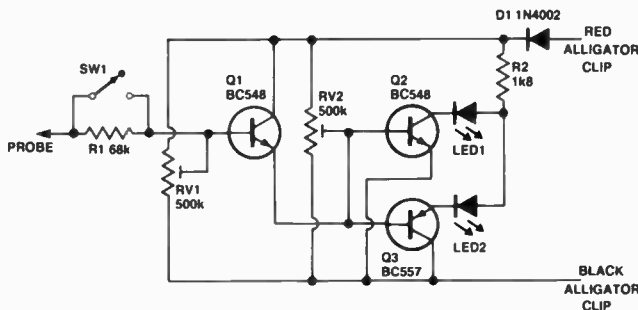 D1 1N4002
RED
ALLIGATOR
CLIP
SW1
Q1
BC548
RV2
500k
Q2
BC548
R2
1k8
PROBE
R1 68k
LED1
RV1
500k
LED2
Q3
BC557
BLACK
ALLIGATOR
CLIP